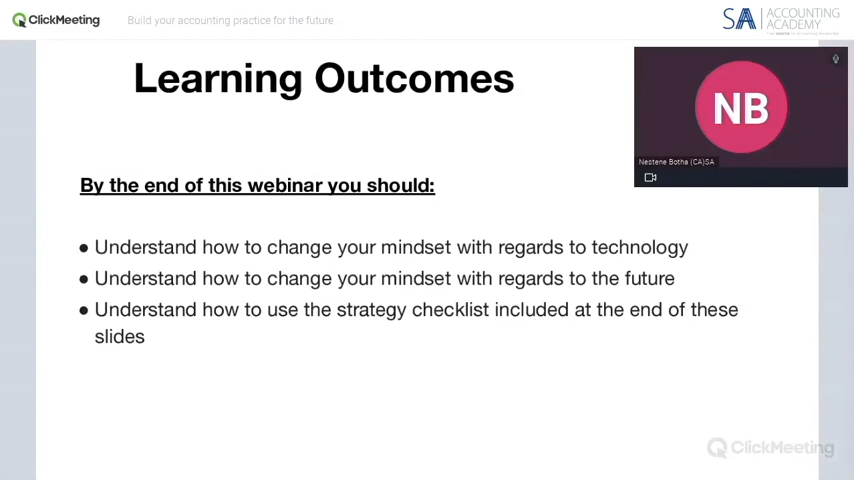 ClickMeeting
Build your accounting practice for the future
SA ACCOUNTING
ACADEMY
Learning Outcomes
NB
Nestene Botha (CA)SA
By the end of this webinar you should:
● Understand how to change your mindset with regards to technology
● Understand how to change your mindset with regards to the future
● Understand how to use the strategy checklist included at the end of these
slides
ClickMeeting